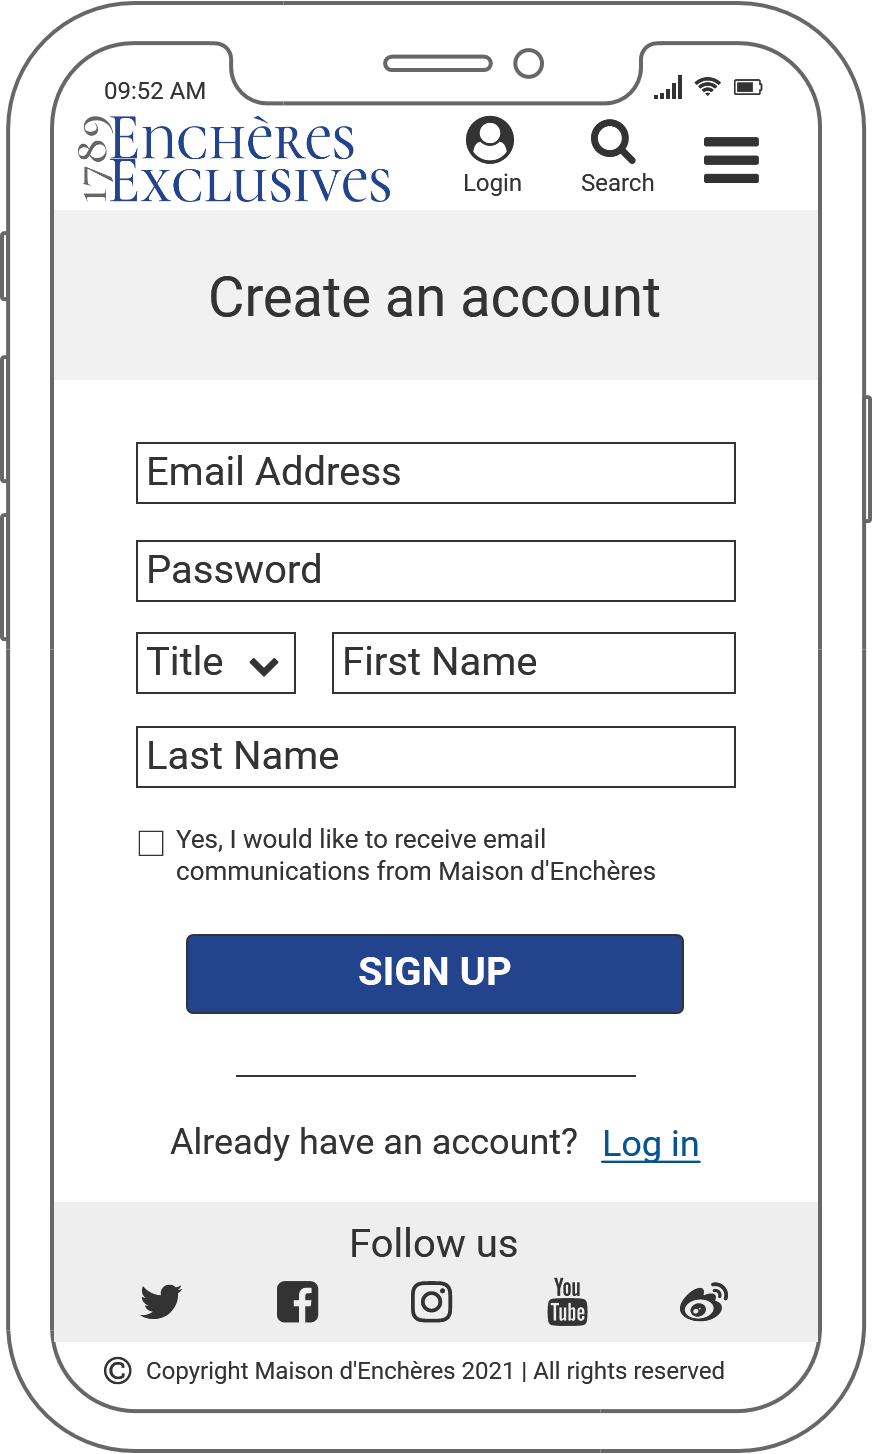 09:52 AM
1789
Enchères
Exclusives
Login
Search
Create an account
Email Address
Password
Title
First Name
Last Name
Yes, I would like to receive email
communications from Maison d'Enchères
SIGN UP
Already have an account? Log in
Follow us
You
Tube
© Copyright Maison d'Enchères 2021 | All rights reserved